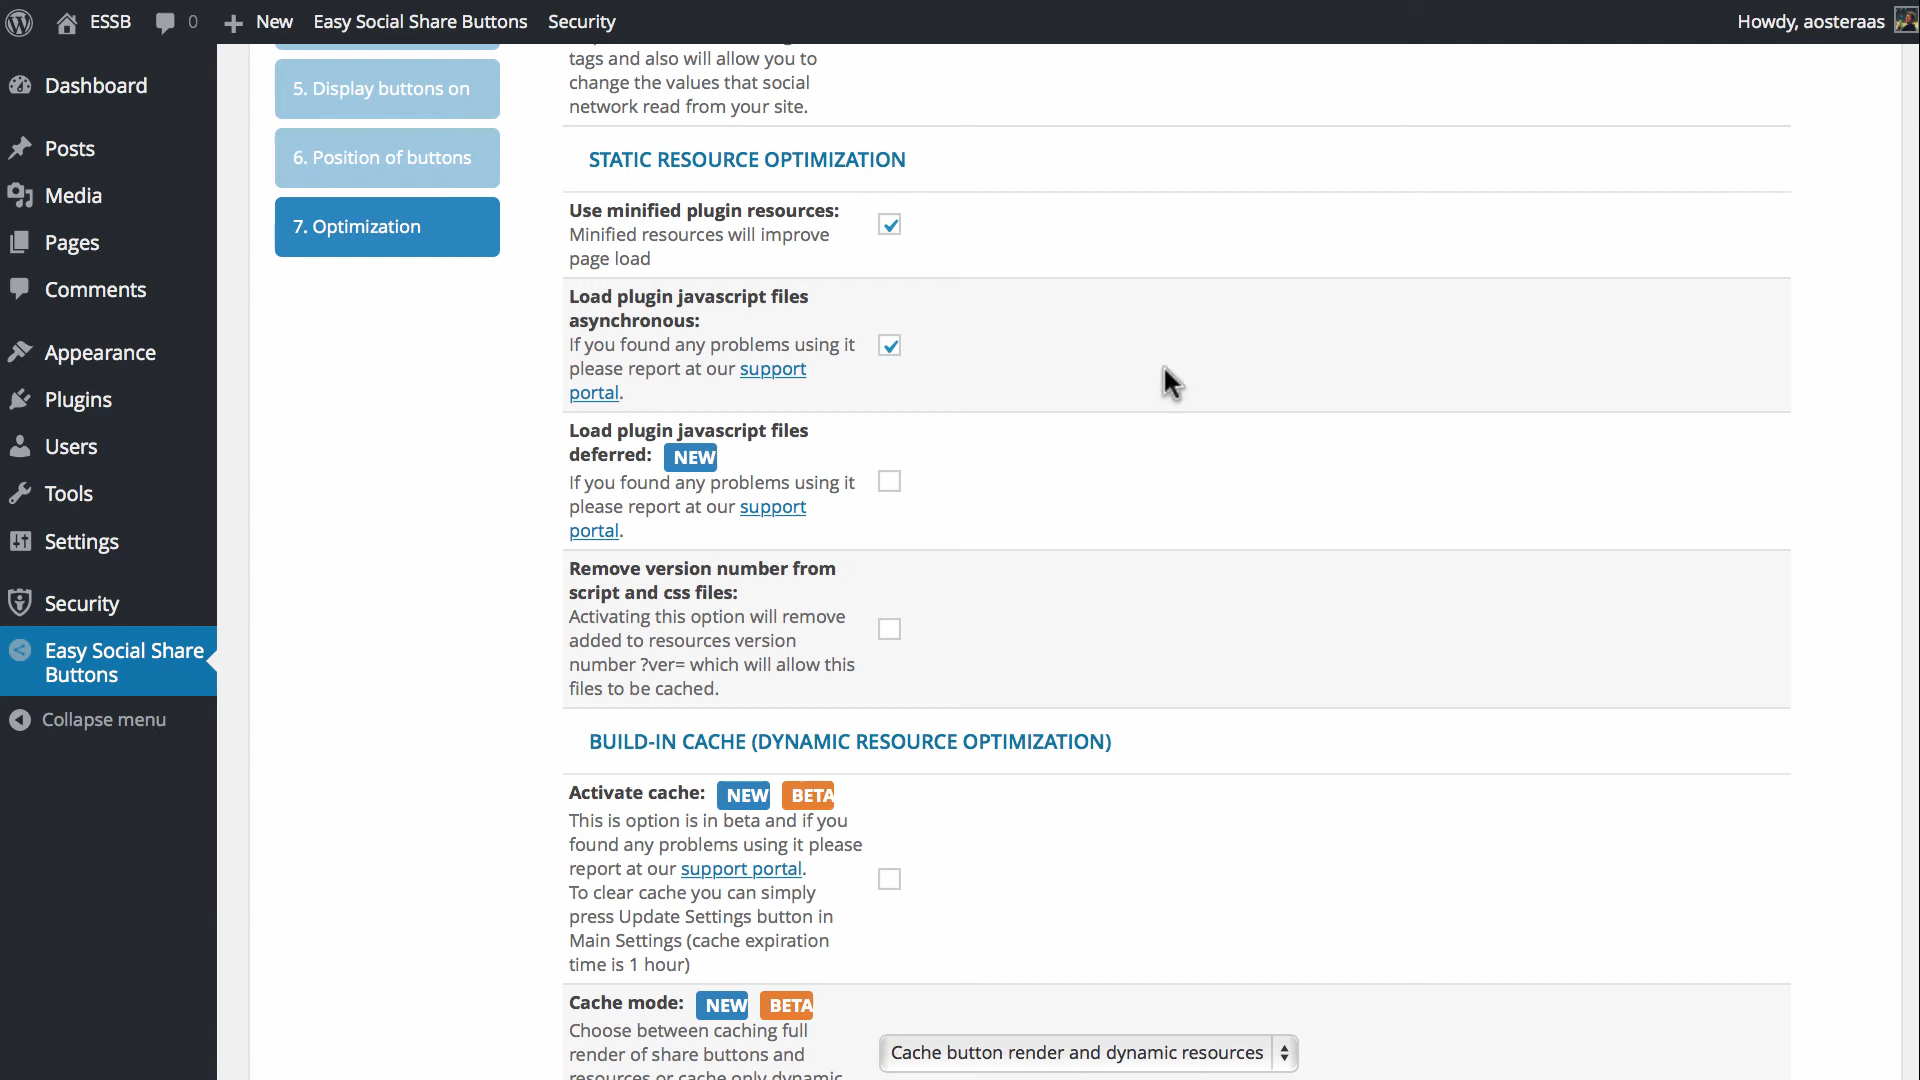 ESSB
0
New
Easy Social Share Buttons
Security
Howdy, aosteraas
Dashboard
Posts
Media
Pages
Comments
Appearance
Plugins
Users
Tools
Settings
Security
Easy Social Share
Buttons
Collapse menu
5. Display buttons on
6. Position of buttons
7. Optimization
tags and also will allow you to
change the values that social
network read from your site.
STATIC RESOURCE OPTIMIZATION
Use minified plugin resources:
Minified resources will improve
page load
Load plugin javascript files
asynchronous:
If you found any problems using it
please report at our support
portal.
Load plugin javascript files
deferred: NEW
If you found any problems using it
please report at our support
portal.
Remove version number from
script and css files:
Activating this option will remove
added to resources version
number ?ver= which will allow this
files to be cached.
BUILD-IN CACHE (DYNAMIC RESOURCE OPTIMIZATION)
Activate cache: NEW BETA
This is option is in beta and if you
found any problems using it please
report at our support portal.
To clear cache you can simply
press Update Settings button in
Main Settings (cache expiration
time is 1 hour)
Cache mode: NEW BETA
Choose between caching full
render of share buttons and
resources or cache only dynamic
Cache button render and dynamic resources